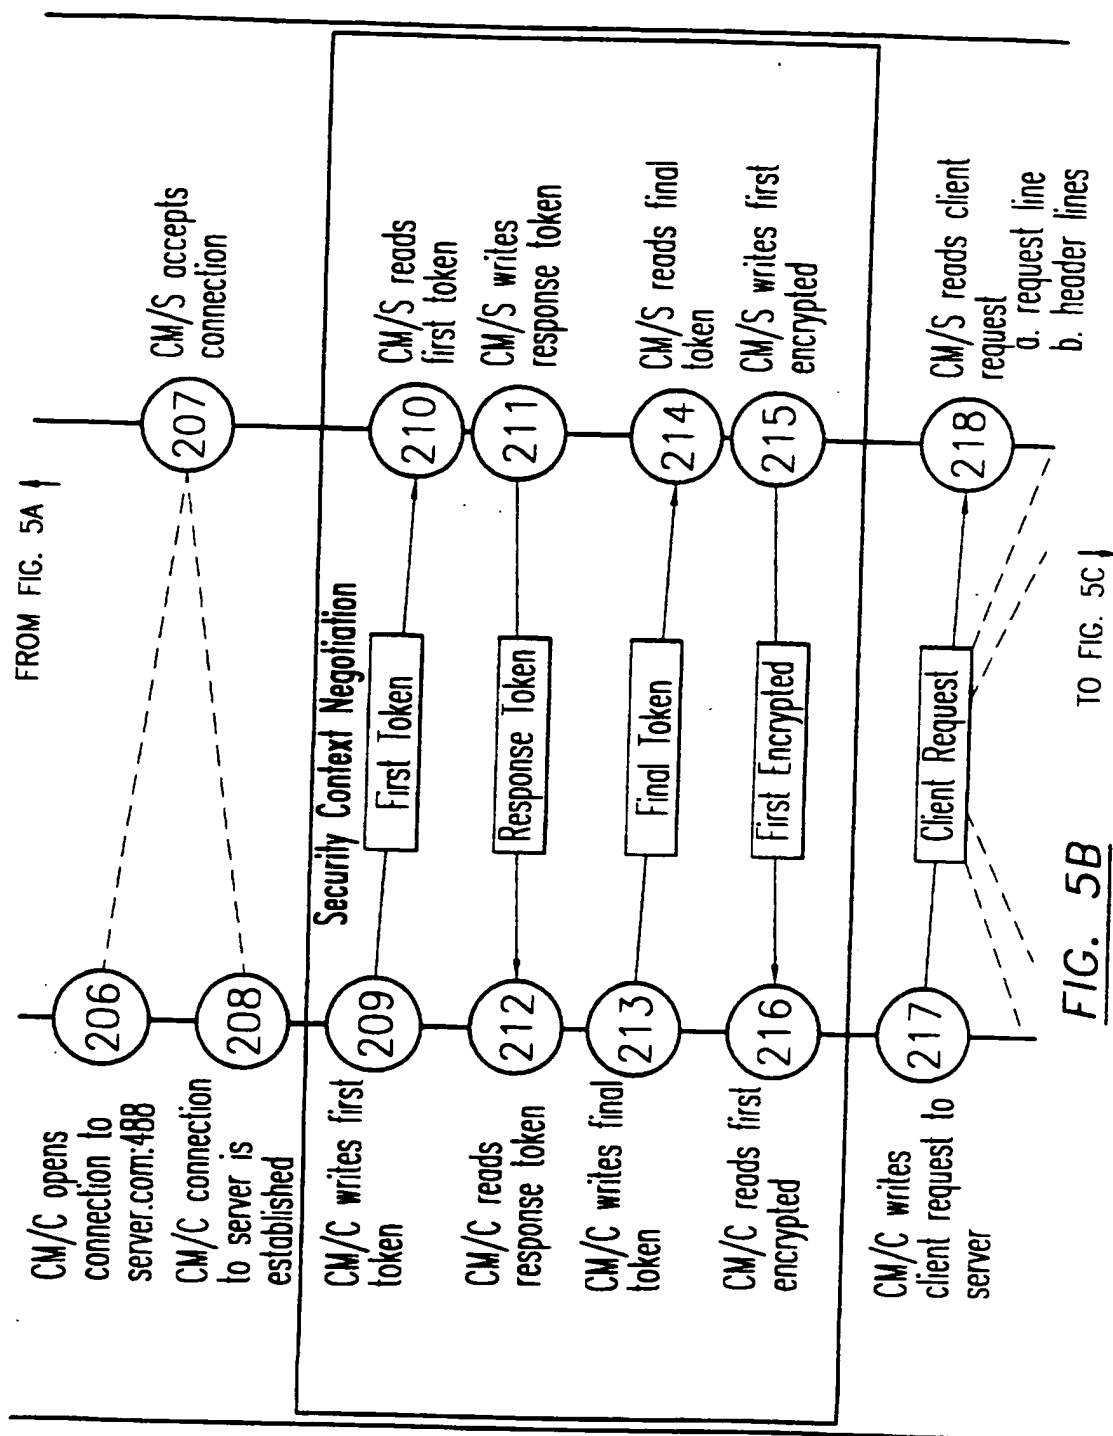 FROM FIG. 5A
CM/C opens
connection to
server.com:488
206
207
CM/S accepts
connection
CM/C connection
to server is
established
208
Security Context Negotiation
CM/C writes first
token
209
First Token
210
CM/S reads
first token
211
CM/S writes
response token
CM/C reads
response token
212
Response Token
CM/C writes final
token
213
Final Token
214
CM/S reads final
token
215
CM/S writes first
encrypted
CM/C reads first
encrypted
216
First Encrypted
CM/C writes
client request to
server
217
Client Request
218
CM/S reads client
request
a. request line
b. header lines
TO FIG. 5C
FIG. 5B